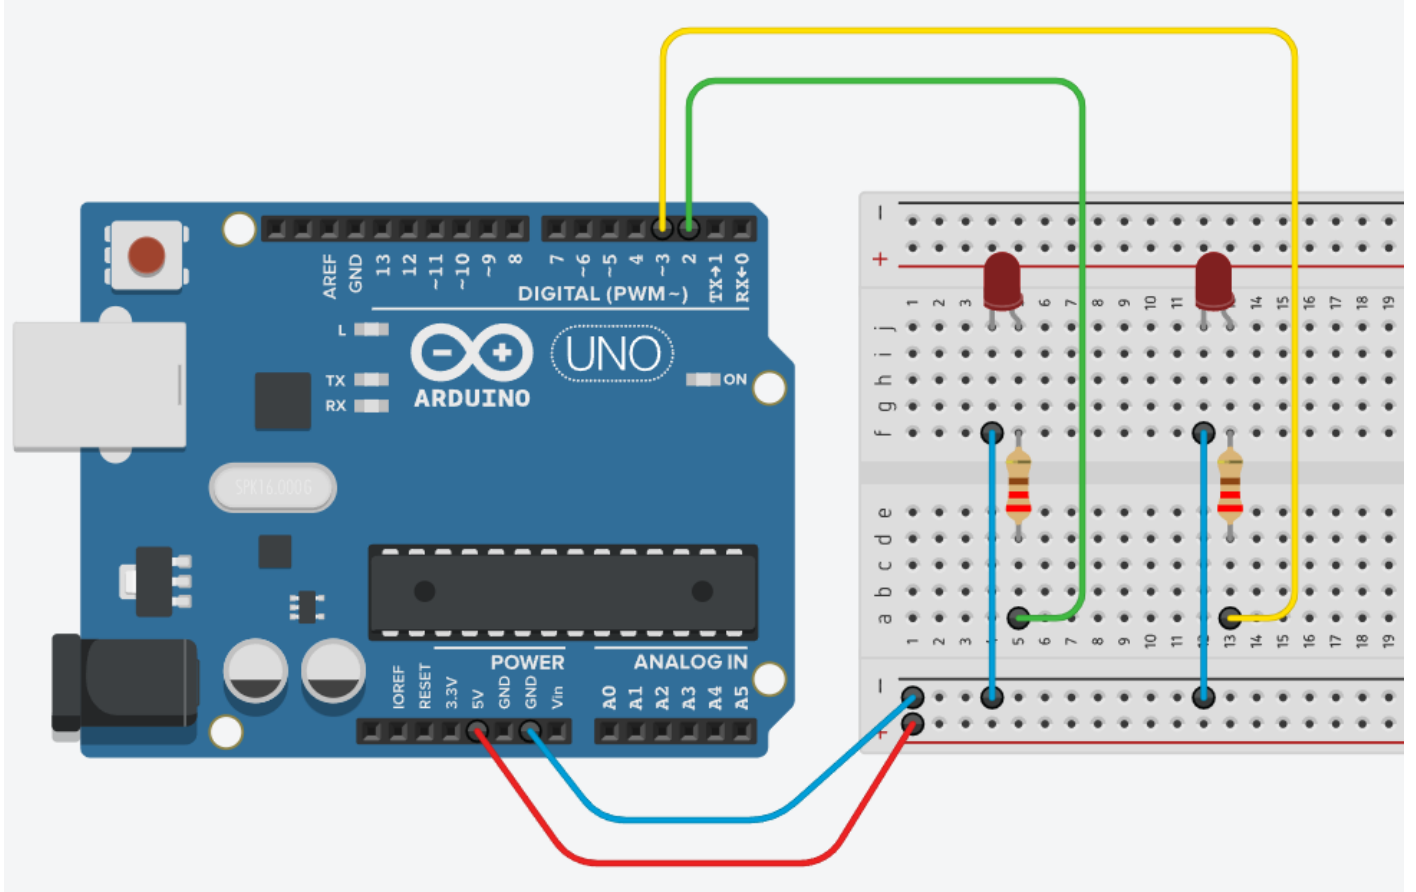 AREF
GND
13
12
~11
~10
~9
8
7
~6
~5
4
~3
2
TX→1
RX←0
DIGITAL (PWM~)
L
TX
RX
ARDUINO
UNO
ON
SPK16.000G
POWER
ANALOG IN
IOREF
RESET
3.3V
5V
GND
GND
Vin
A0
A1
A2
A3
A4
A5
−
+
1 2 3 6 7 8 9 10 11 14 15 16 17 18 19
j
i
h
g
f
e
d
c
b
a
1 2 3 4 5 6 7 8 9 10 11 12 13 14 15 16 17 18 19
−
+